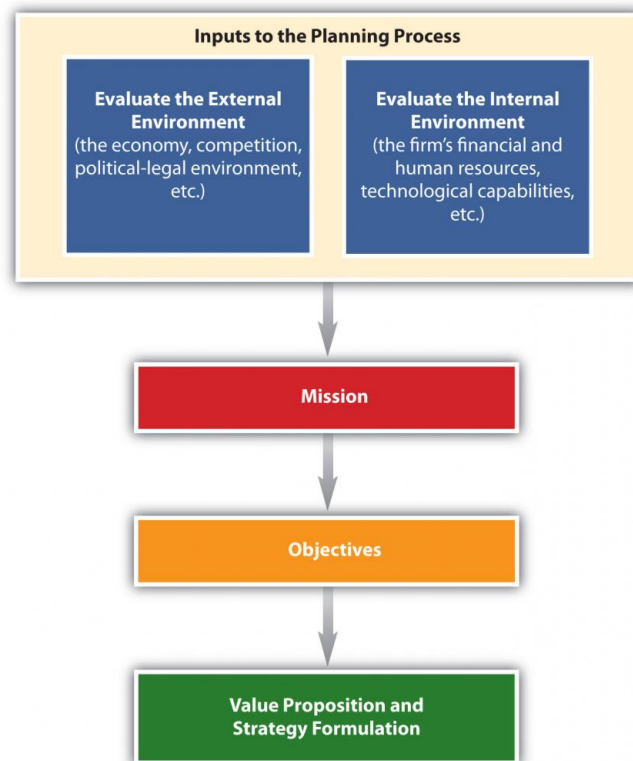 Inputs to the Planning Process
Evaluate the External
Environment
(the economy, competition,
political-legal environment,
etc.)
Evaluate the Internal
Environment
(the firm's financial and
human resources,
technological capabilities,
etc.)
Mission
Objectives
Value Proposition and
Strategy Formulation